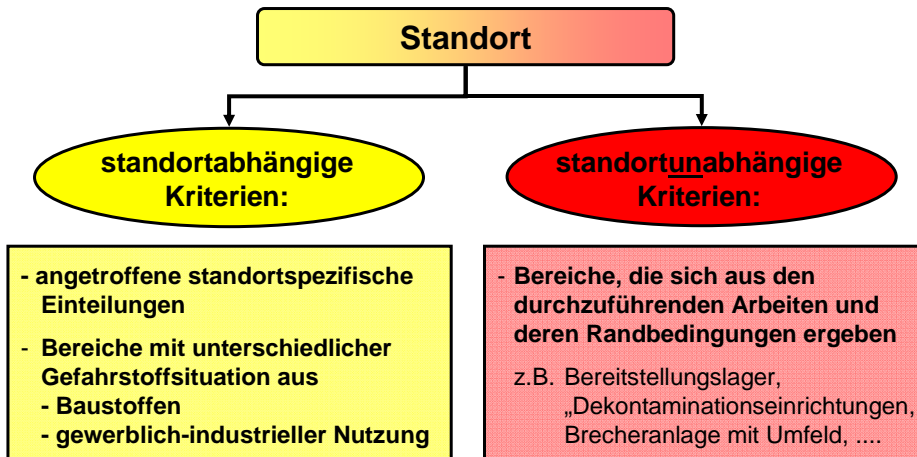 Standort
standortabhängige
Kriterien:
standortunabhängige
Kriterien:
- angetroffene standortspezifische
Einteilungen
- Bereiche mit unterschiedlicher
Gefahrstoffsituation aus
- Baustoffen
- gewerblich-industrieller Nutzung
- Bereiche, die sich aus den
durchzuführenden Arbeiten und
deren Randbedingungen ergeben
z.B. Bereitstellungslager,
„Dekontaminationseinrichtungen,
Brecheranlage mit Umfeld, ....